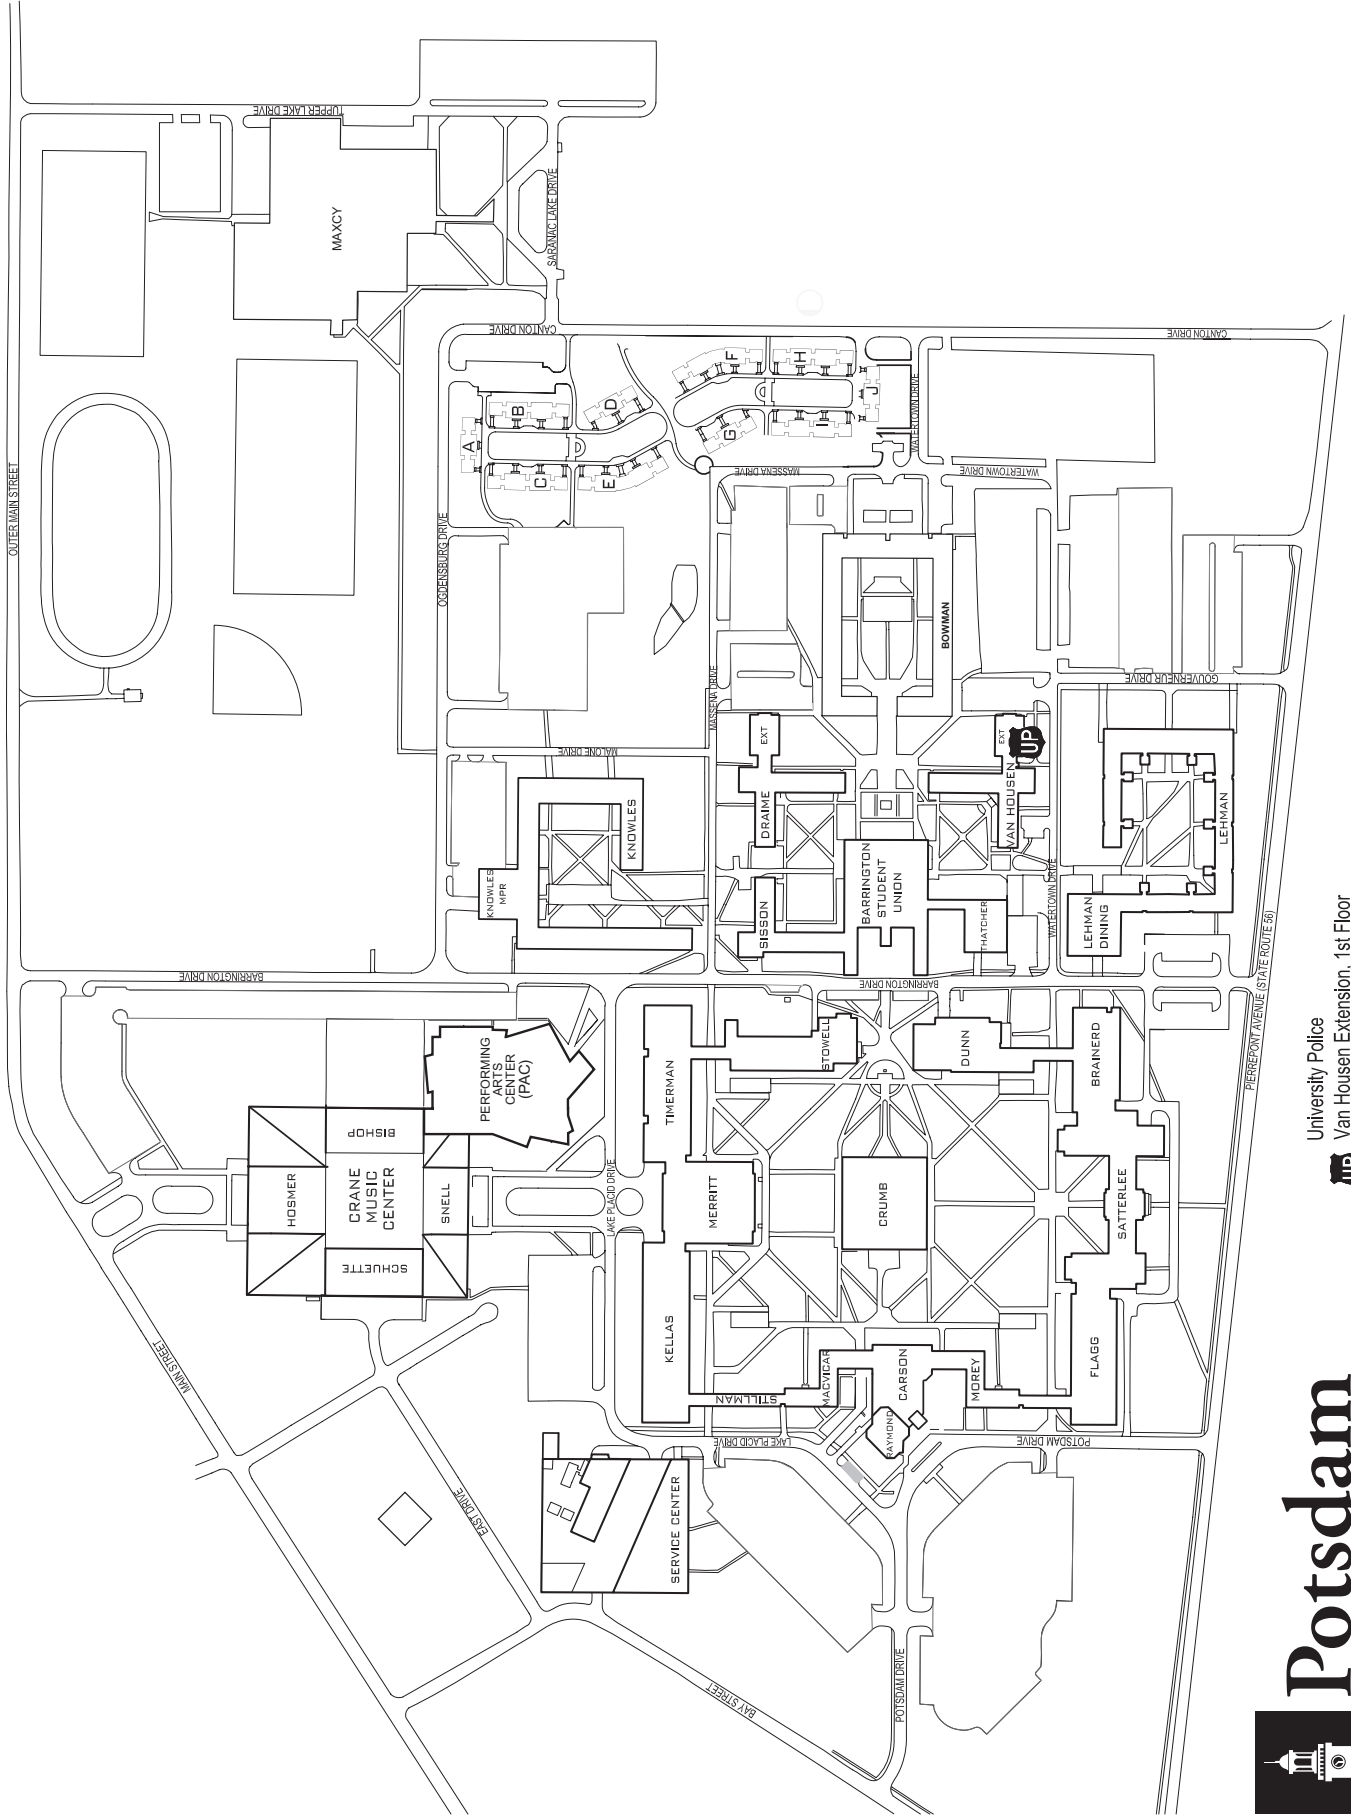 OUTER MAIN STREET
TUPPER LAKE DRIVE
MAXCY
SARANAC LAKE DRIVE
CANTON DRIVE
CANTON DRIVE
OGDENSBURG DRIVE
A
B
C
D
E
F
G
H
I
J
MASSENA DRIVE
WATERTOWN DRIVE
WATERTOWN DRIVE
BOWMAN
GOUVERNEUR DRIVE
MASSENA DRIVE
MALONE DRIVE
KNOWLES
KNOWLES
MPR
EXT
DRAIME
SISSON
BARRINGTON
STUDENT
UNION
THATCHER
EXT
VAN HOUSEN
UP
WATERTOWN DRIVE
LEHMAN
LEHMAN
DINING
BARRINGTON DRIVE
BARRINGTON DRIVE
PIERREPONT AVENUE (STATE ROUTE 56)
PERFORMING
ARTS
CENTER
(PAC)
BISHOP
HOSMER
CRANE
MUSIC
CENTER
SNELL
SCHUETTE
LAKE PLACID DRIVE
TIMERMAN
STOWELL
DUNN
BRAINERD
MERRITT
CRUMB
SATTERLEE
KELLAS
STILLMAN
MACVICAR
CARSON
RAYMOND
MOREY
FLAGG
MAIN STREET
EAST DRIVE
SERVICE CENTER
LAKE PLACID DRIVE
POTSDAM DRIVE
POTSDAM DRIVE
BAY STREET
University Police
UP Van Housen Extension, 1st Floor
Potsdam